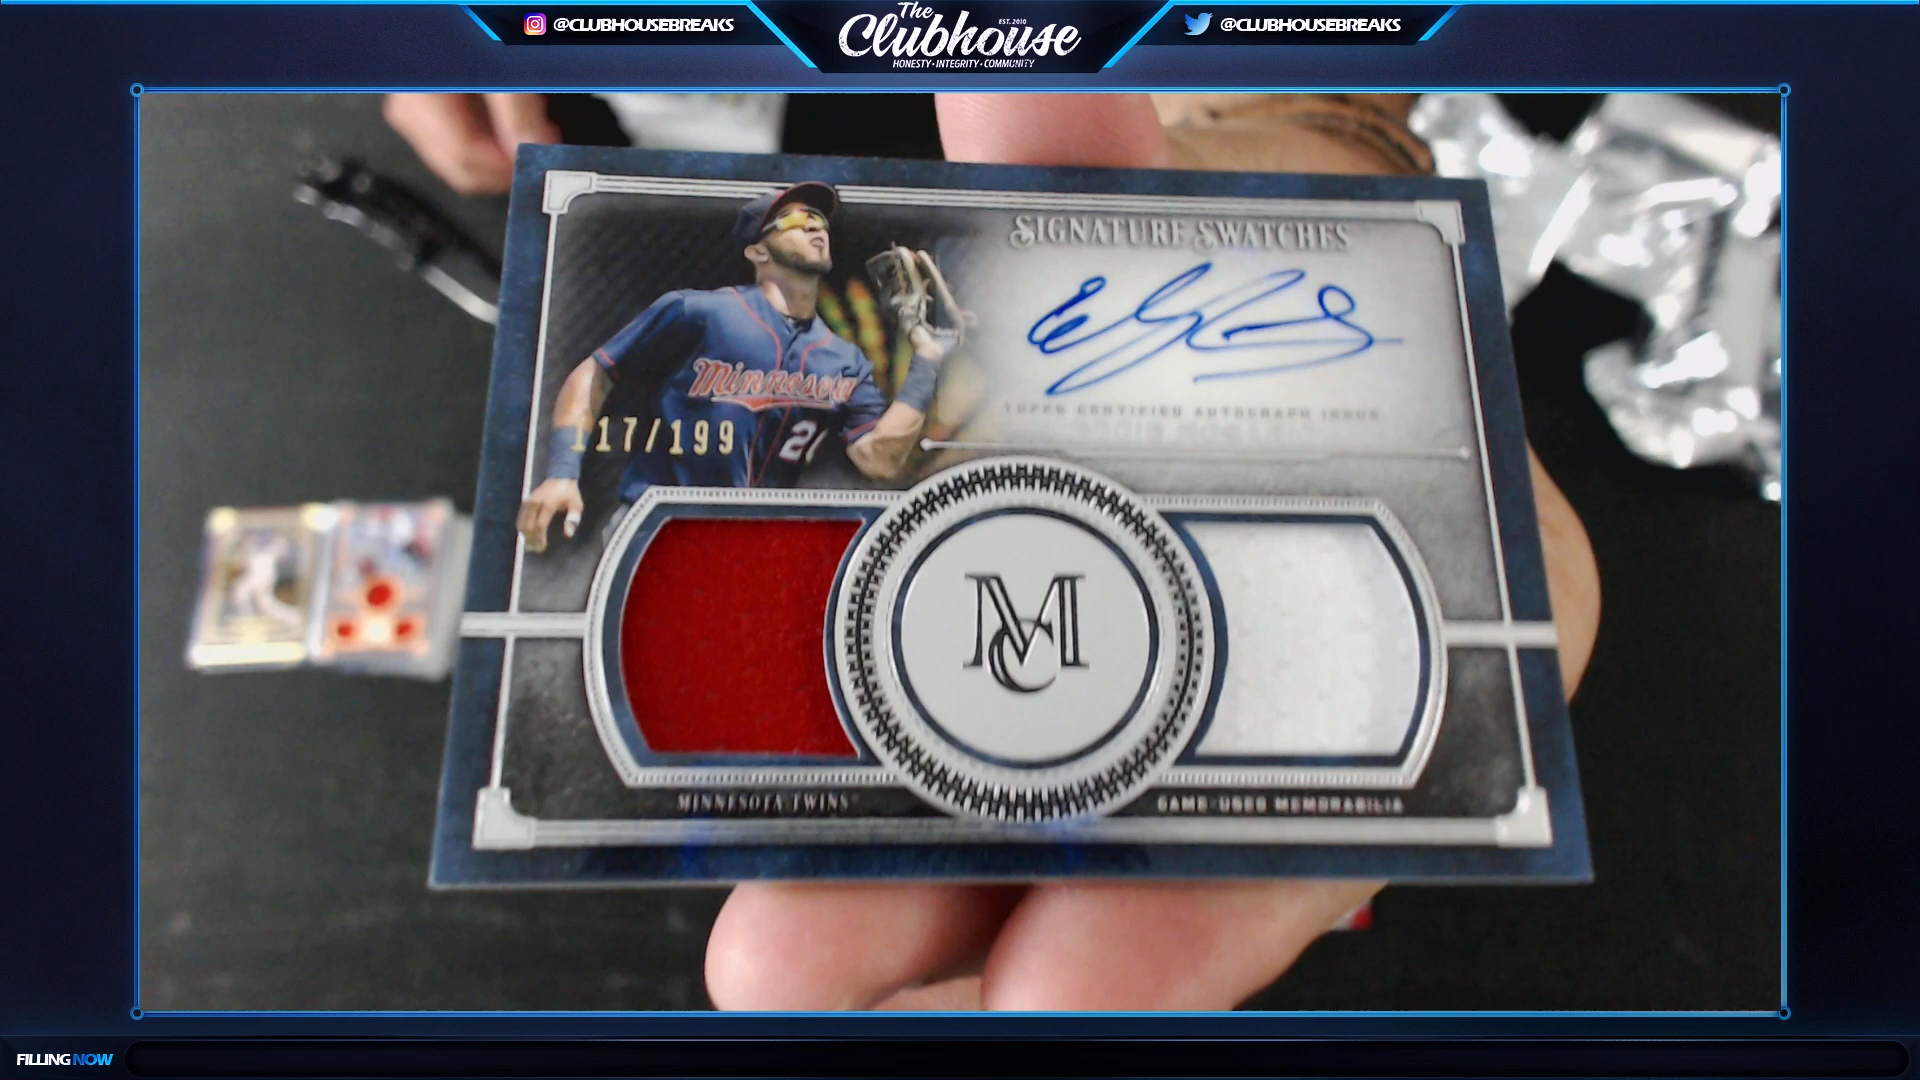 @CLUBHOUSEBREAKS
The
EST. 2010
Clubhouse
HONESTY • INTEGRITY • COMMUNITY
@CLUBHOUSEBREAKS
SIGNATURE SWATCHES
Minnesota
117/199
TOPPS CERTIFIED AUTOGRAPH ISSUE
MC
MINNESOTA TWINS
GAME-USED MEMORABILIA
FILLING NOW